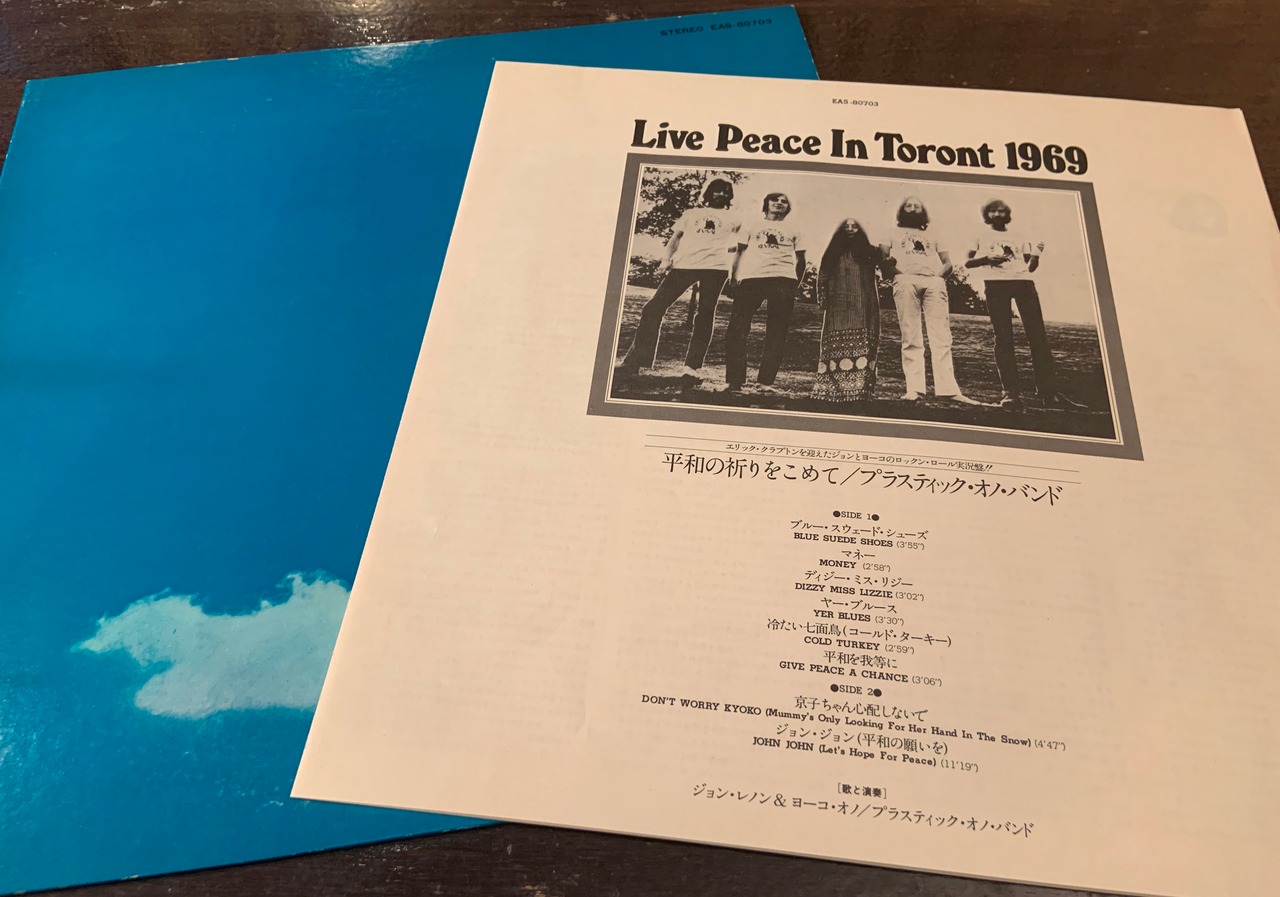 STEREO EAS-80703
EAS-80703
Live Peace In Toront 1969
エリック・クラプトンを迎えたジョンとヨーコのロックン・ロール実況盤!!
平和の祈りをこめて／プラスティック・オノ・バンド
●SIDE 1●
ブルー・スウェード・シューズ
BLUE SUEDE SHOES (3'55")
マネー
MONEY (2'58")
ディジー・ミス・リジー
DIZZY MISS LIZZIE (3'02")
ヤー・ブルース
YER BLUES (3'30")
冷たい七面鳥(コールド・ターキー)
COLD TURKEY (2'59")
平和を我等に
GIVE PEACE A CHANCE (3'06")
●SIDE 2●
京子ちゃん心配しないで
DON'T WORRY KYOKO (Mummy's Only Looking For Her Hand In The Snow) (4'47")
ジョン・ジョン(平和の願いを)
JOHN JOHN (Let's Hope For Peace) (11'19")
[歌と演奏]
ジョン・レノン & ヨーコ・オノ／プラスティック・オノ・バンド